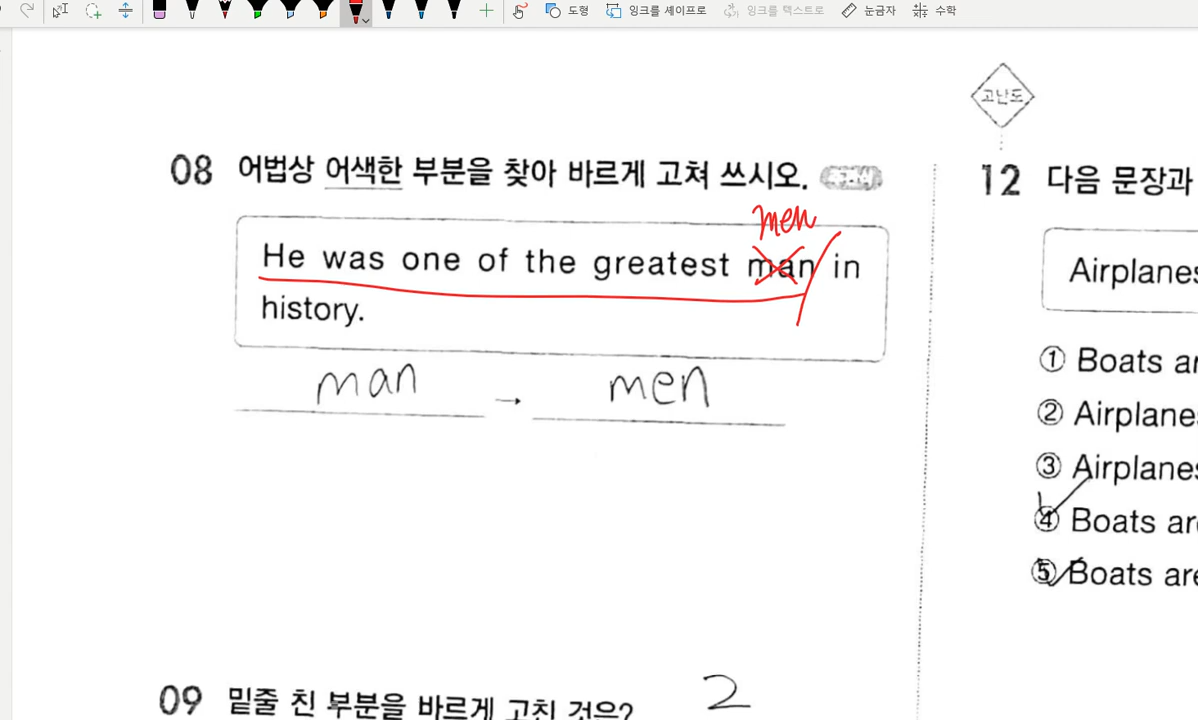 도형 잉크를 셰이프로 잉크를 텍스트로 눈금자 수학
고난도
08 어법상 어색한 부분을 찾아 바르게 고쳐 쓰시오. 주관식
men
He was one of the greatest man in
history.
man → men
09 밑줄 친 부분을 바르게 고친 것은? 2
12 다음 문장과
Airplanes
① Boats ar
② Airplane
③ Airplanes
④ Boats are
⑤ Boats are